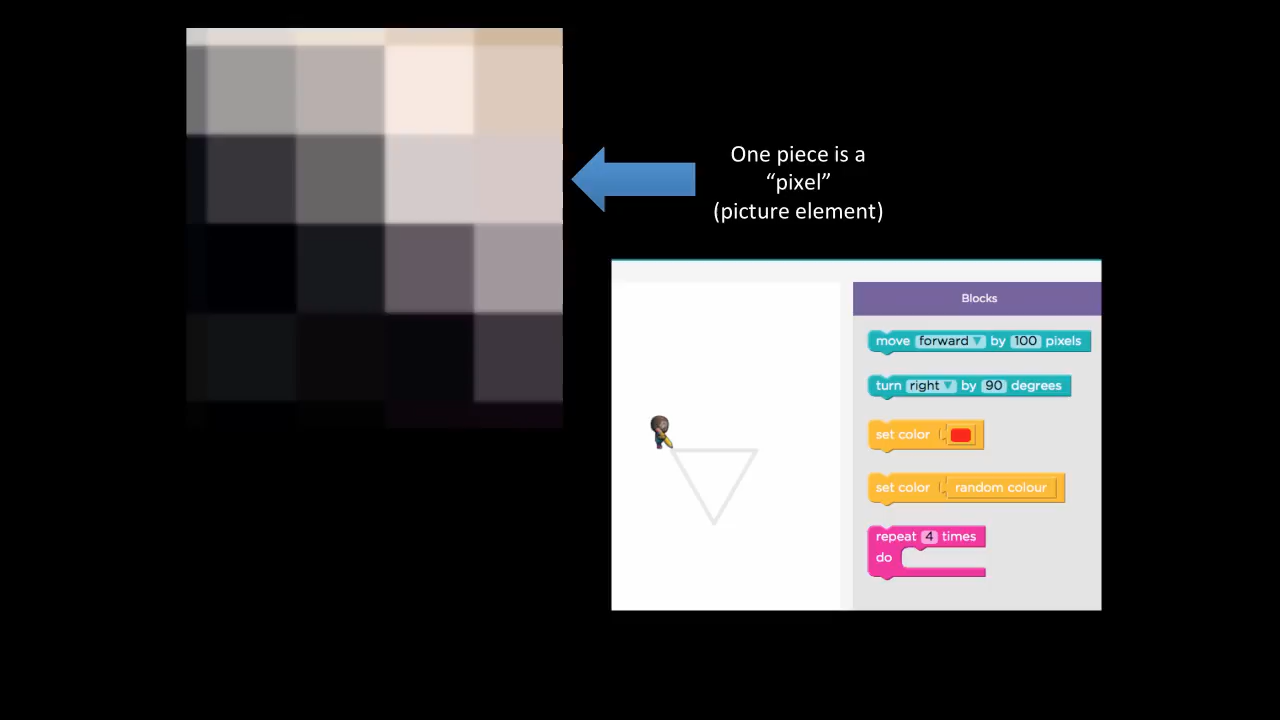 One piece is a
“pixel”
(picture element)
Blocks
move forward by 100 pixels
turn right by 90 degrees
set color
set color random colour
repeat 4 times
do